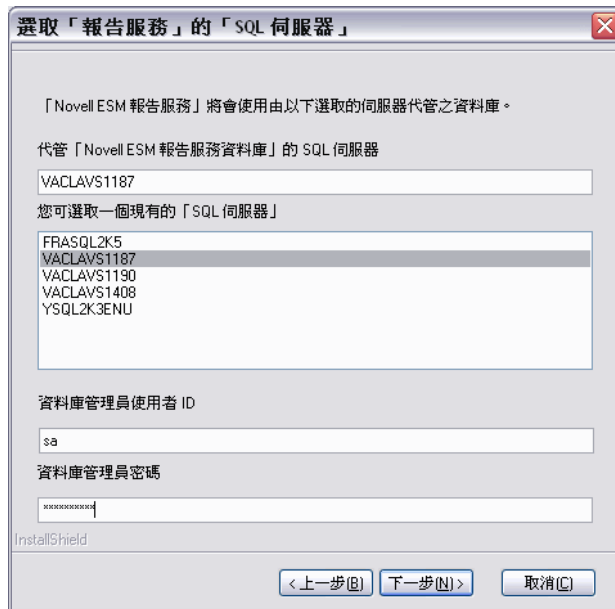 選取「報告服務」的「SQL 伺服器」
「Novell ESM 報告服務」將會使用由以下選取的伺服器代管之資料庫。
代管「Novell ESM 報告服務資料庫」的 SQL 伺服器
VACLAVS1187
您可選取一個現有的「SQL 伺服器」
FRASQL2K5
VACLAVS1187
VACLAVS1190
VACLAVS1408
YSQL2K3ENU
資料庫管理員使用者 ID
sa
資料庫管理員密碼
**********
InstallShield
<上一步(B) 下一步(N)> 取消(C)